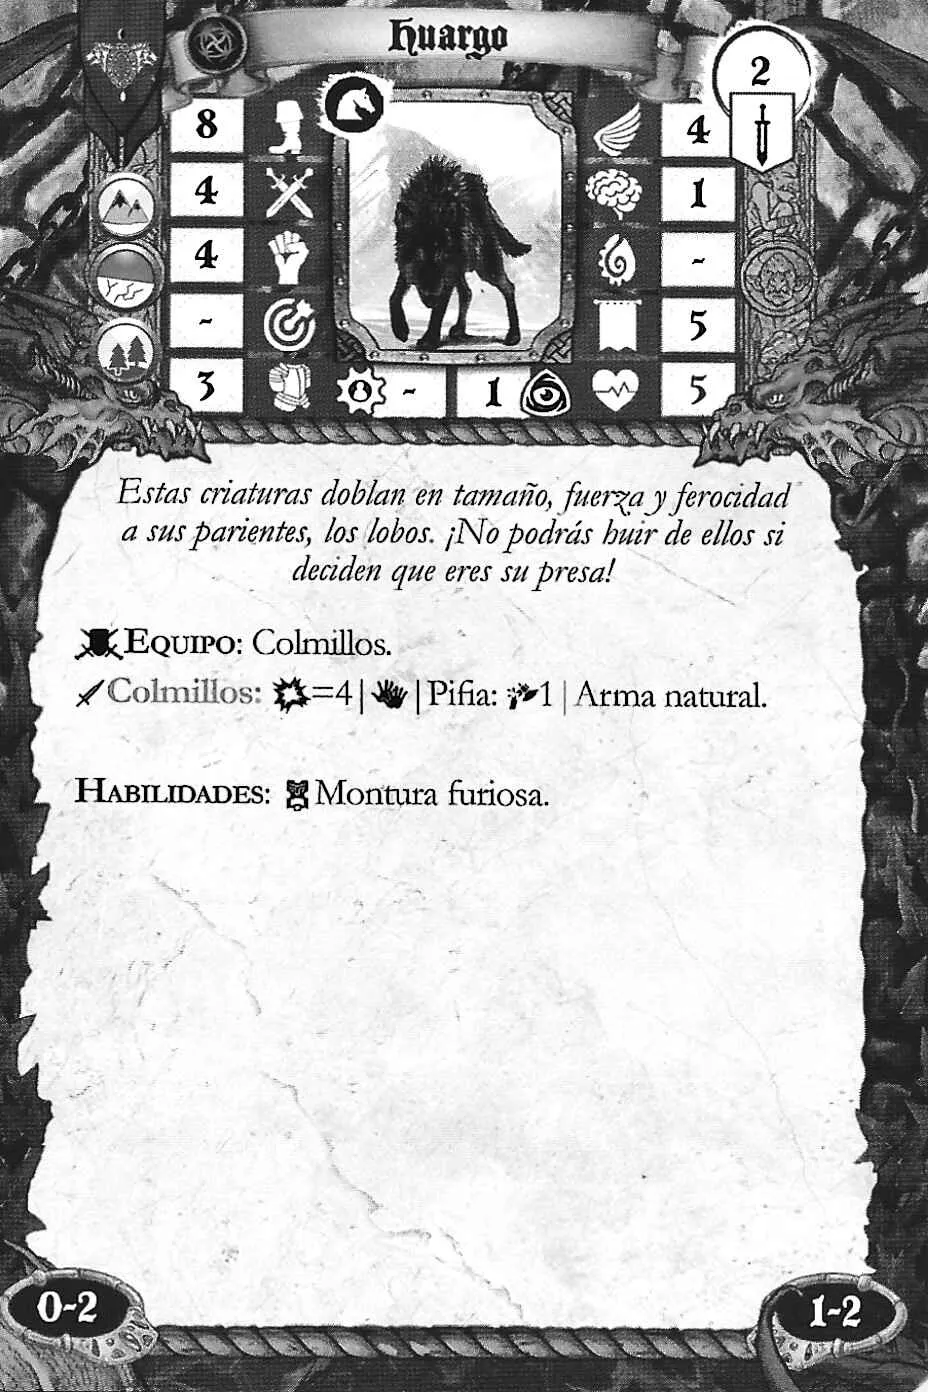 Huargo
2
8
4
4
1
4
-
-
5
3
-
1
5
Estas criaturas doblan en tamaño, fuerza y ferocidad
a sus parientes, los lobos. ¡No podrás huir de ellos si
deciden que eres su presa!
EQUIPO: Colmillos.
Colmillos: =4 | | Pifia: 1 | Arma natural.
HABILIDADES: Montura furiosa.
0-2
1-2